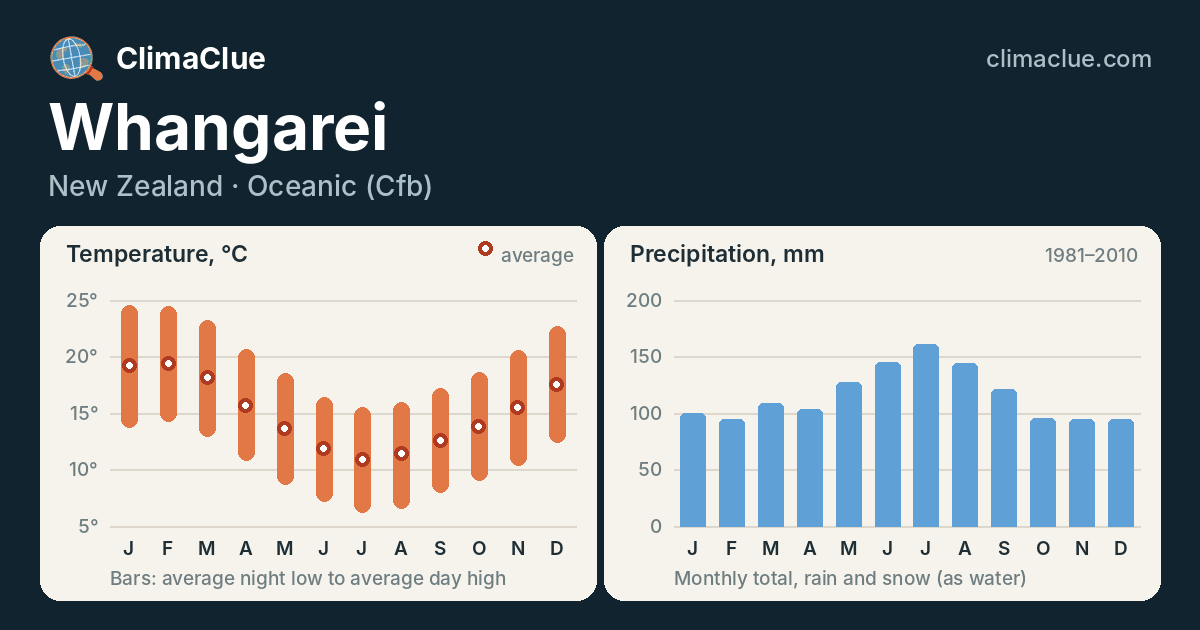 ClimaClue
climaclue.com
Whangarei
New Zealand · Oceanic (Cfb)
Temperature, °C
average
25°
20°
15°
10°
5°
J F M A M J J A S O N D
Bars: average night low to average day high
Precipitation, mm
1981–2010
200
150
100
50
0
J F M A M J J A S O N D
Monthly total, rain and snow (as water)